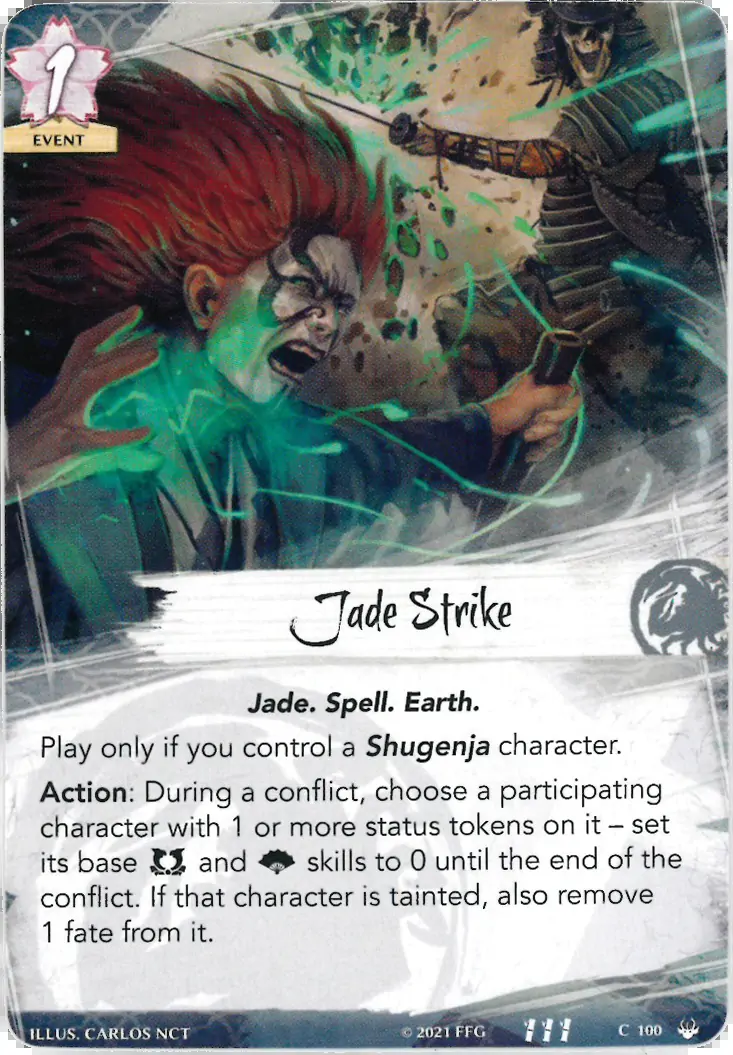 1
EVENT
Jade Strike
Jade. Spell. Earth.
Play only if you control a Shugenja character.
Action: During a conflict, choose a participating
character with 1 or more status tokens on it – set
its base and skills to 0 until the end of the
conflict. If that character is tainted, also remove
1 fate from it.
ILLUS. CARLOS NCT
© 2021 FFG
C 100